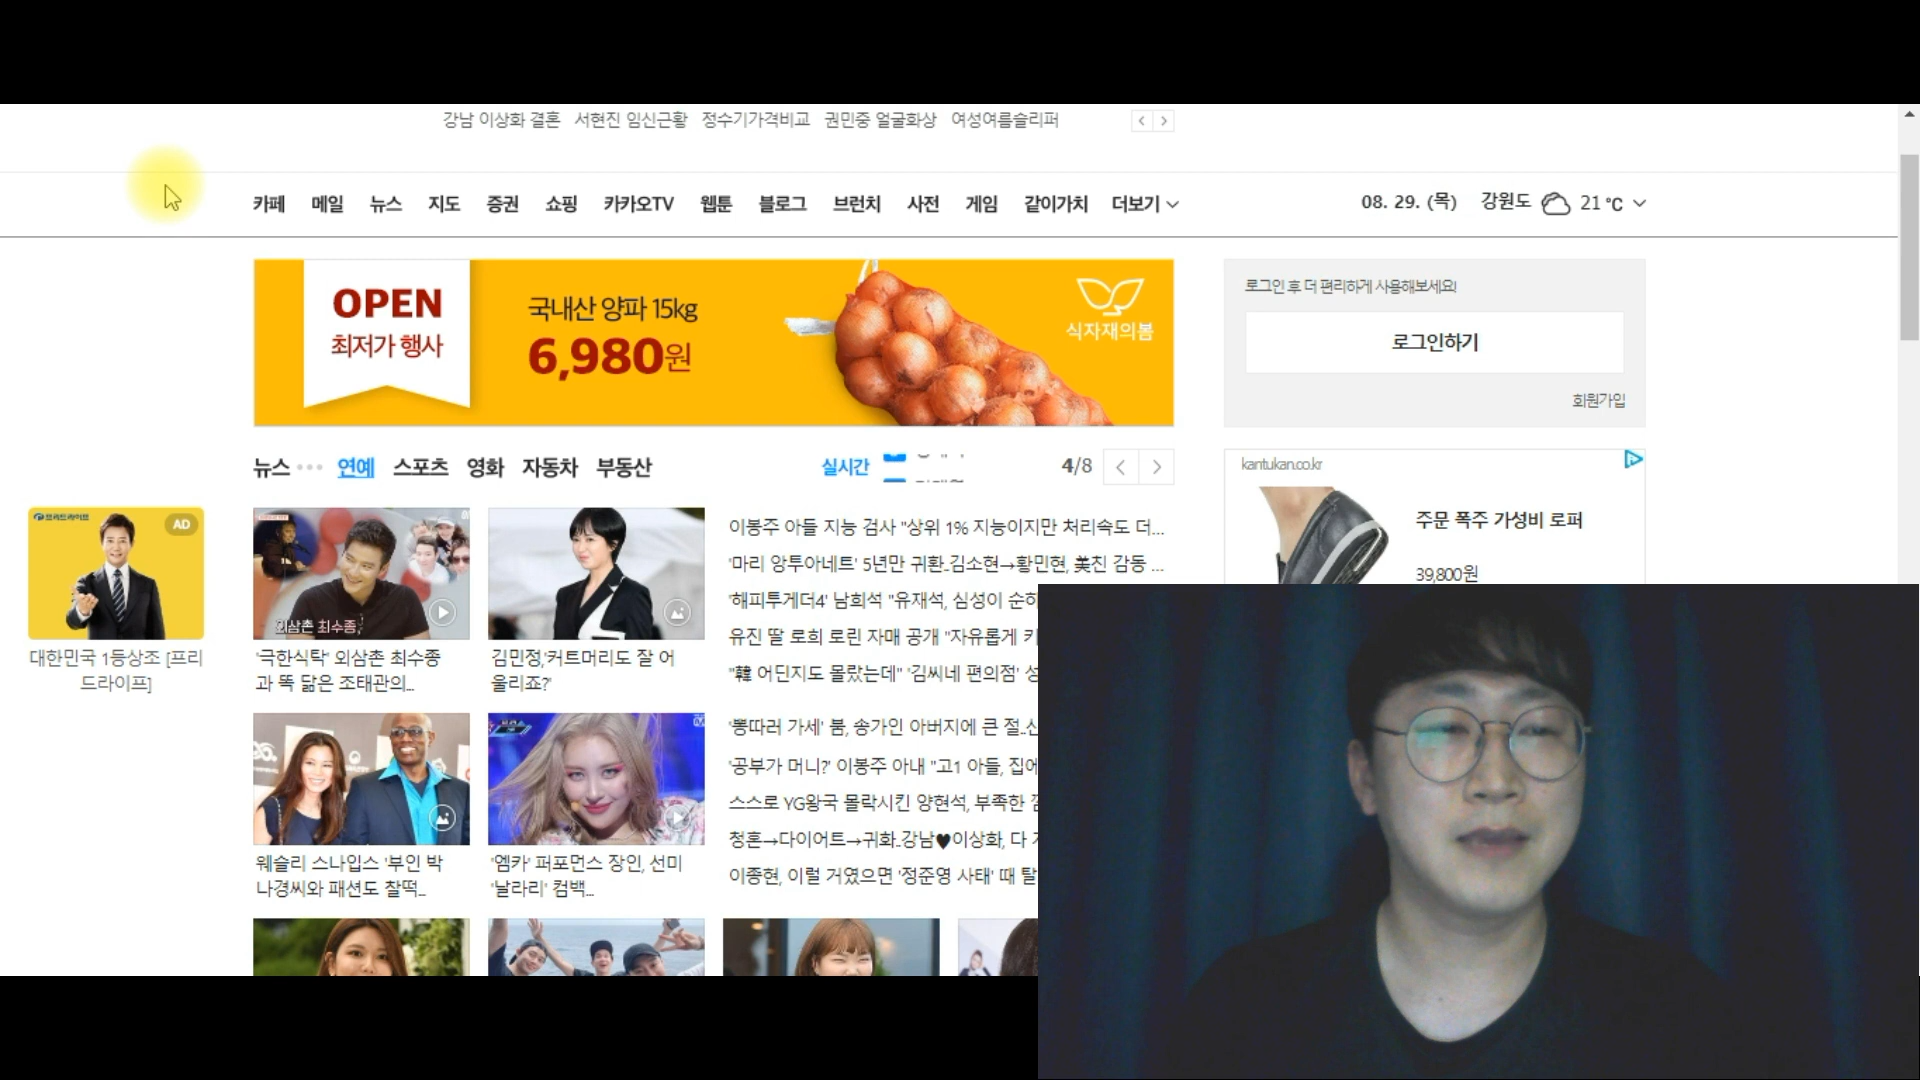 강남 이상화 결혼 서현진 임신근황 정수기가격비교 권민중 얼굴화상 여성여름슬리퍼
카페 메일 뉴스 지도 증권 쇼핑 카카오TV 웹툰 블로그 브런치 사전 게임 같이가치 더보기
08. 29. (목) 강원도 21 ℃
OPEN
최저가 행사
국내산 양파 15kg
6,980원
식자재의봄
로그인 후 더 편리하게 사용해보세요!
로그인하기
회원가입
뉴스 연예 스포츠 영화 자동차 부동산
실시간
4/8
kantukan.co.kr
주문 폭주 가성비 로퍼
39,800원
프리드라이프
AD
대한민국 1등상조 [프리
드라이프]
외삼촌 최수종,
'극한식탁' 외삼촌 최수종
과 똑 닮은 조태관의...
김민정,'커트머리도 잘 어
울리죠?'
웨슬리 스나입스 '부인 박
나경씨와 패션도 찰떡...
'엠카' 퍼포먼스 장인, 선미
'날라리' 컴백...
이봉주 아들 지능 검사 "상위 1% 지능이지만 처리속도 더...
'마리 앙투아네트' 5년만 귀환..김소현→황민현, 美친 감동 ...
'해피투게더4' 남희석 "유재석, 심성이 순하
유진 딸 로희 로린 자매 공개 "자유롭게 키
"韓 어딘지도 몰랐는데" '김씨네 편의점' 성
'뽕따러 가세' 붐, 송가인 아버지에 큰 절..신
'공부가 머니?' 이봉주 아내 "고1 아들, 집에
스스로 YG왕국 몰락시킨 양현석, 부족한
청혼→다이어트→귀화..강남♥이상화, 다
이종현, 이럴 거였으면 '정준영 사태' 때 탈